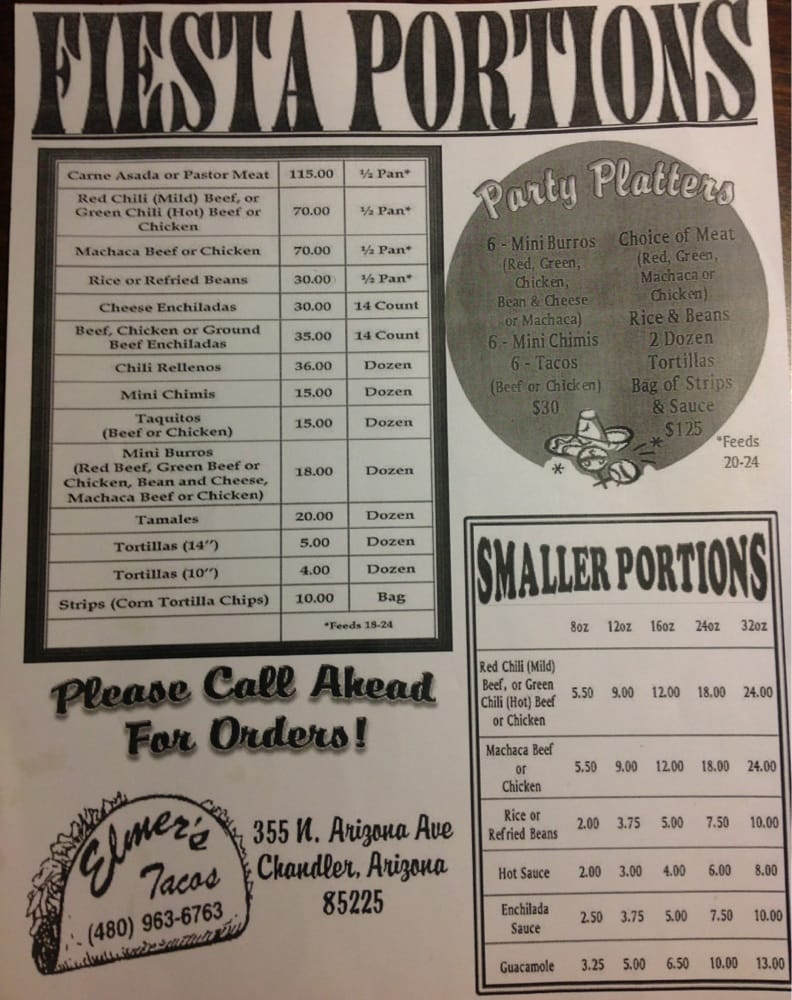 FIESTA PORTIONS
Carne Asada or Pastor Meat 115.00 ½ Pan*
Red Chili (Mild) Beef, or
Green Chili (Hot) Beef or
Chicken 70.00 ½ Pan*
Machaca Beef or Chicken 70.00 ½ Pan*
Rice or Refried Beans 30.00 ½ Pan*
Cheese Enchiladas 30.00 14 Count
Beef, Chicken or Ground
Beef Enchiladas 35.00 14 Count
Chili Rellenos 36.00 Dozen
Mini Chimis 15.00 Dozen
Taquitos
(Beef or Chicken) 15.00 Dozen
Mini Burros
(Red Beef, Green Beef or
Chicken, Bean and Cheese,
Machaca Beef or Chicken) 18.00 Dozen
Tamales 20.00 Dozen
Tortillas (14″) 5.00 Dozen
Tortillas (10″) 4.00 Dozen
Strips (Corn Tortilla Chips) 10.00 Bag
*Feeds 18-24
Party Platters
6 - Mini Burros
(Red, Green,
Chicken,
Bean & Cheese
or Machaca)
6 - Mini Chimis
6 - Tacos
(Beef or Chicken)
$30
Choice of Meat
(Red, Green,
Machaca or
Chicken)
Rice & Beans
2 Dozen
Tortillas
Bag of Strips
& Sauce
$125
*Feeds
20-24
SMALLER PORTIONS
8oz 12oz 16oz 24oz 32oz
Red Chili (Mild)
Beef, or Green
Chili (Hot) Beef
or Chicken 5.50 9.00 12.00 18.00 24.00
Machaca Beef
or
Chicken 5.50 9.00 12.00 18.00 24.00
Rice or
Refried Beans 2.00 3.75 5.00 7.50 10.00
Hot Sauce 2.00 3.00 4.00 6.00 8.00
Enchilada
Sauce 2.50 3.75 5.00 7.50 10.00
Guacamole 3.25 5.00 6.50 10.00 13.00
Please Call Ahead
For Orders!
Elmer's
Tacos
(480) 963-6763
355 N. Arizona Ave
Chandler, Arizona
85225